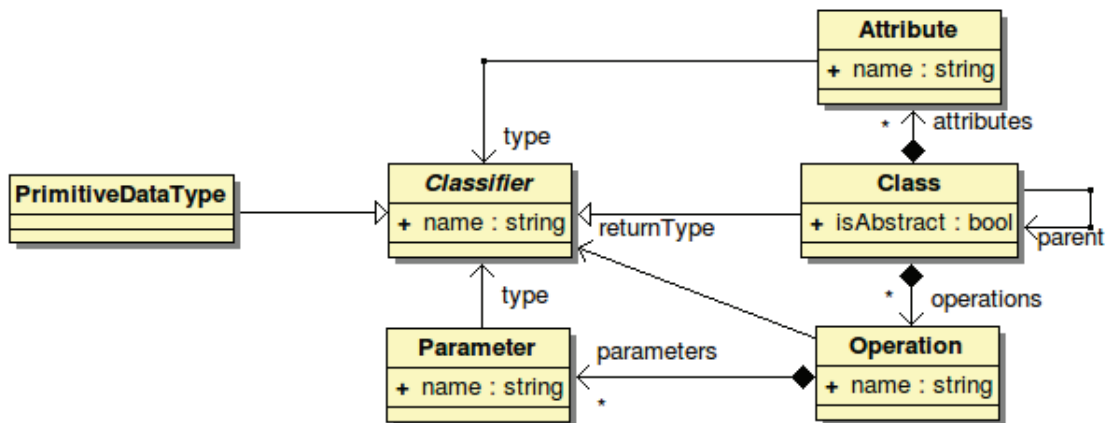 Attribute
+ name : string
* attributes
type
PrimitiveDataType
Classifier
+ name : string
Class
+ isAbstract : bool
returnType
parent
type
* operations
Parameter
+ name : string
parameters
*
Operation
+ name : string